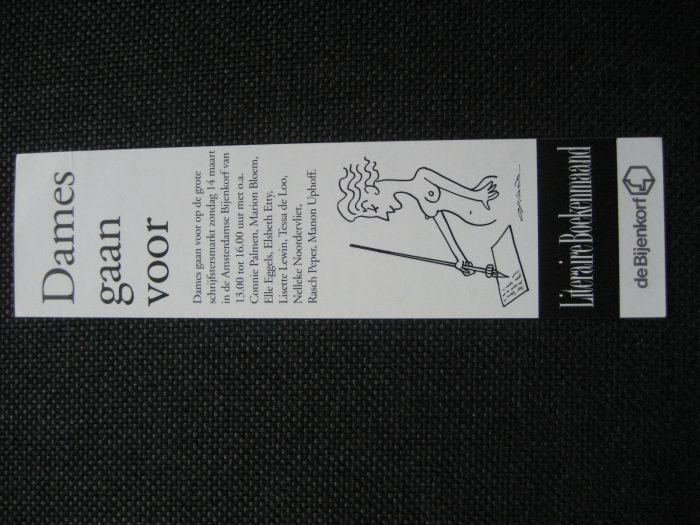 Dames
gaan
voor
Dames gaan voor op de grote
schrijfstersmarkt zondag 14 maart
in de Amsterdamse Bijenkorf van
13.00 tot 16.00 uur met o.a.
Connie Palmen, Marion Bloem,
Elle Eggels, Elsbeth Etty,
Lisette Lewin, Tessa de Loo,
Nelleke Noordervliet,
Rascha Peper, Manon Uphoff.
Literaire Boekenmaand
de Bijenkorf